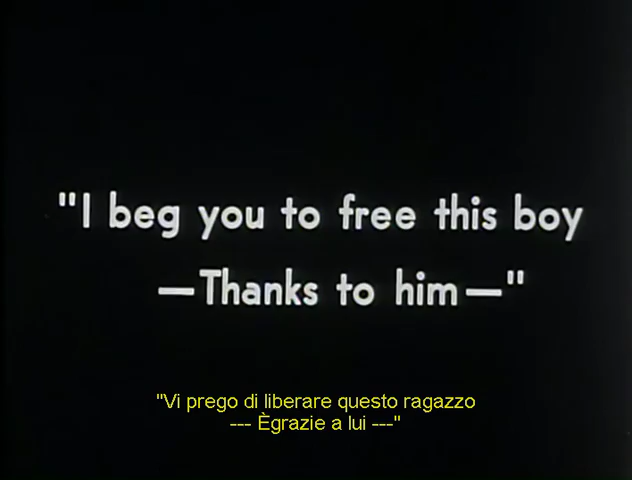 "I beg you to free this boy
—Thanks to him—"
"Vi prego di liberare questo ragazzo
--- Ègrazie a lui ---"